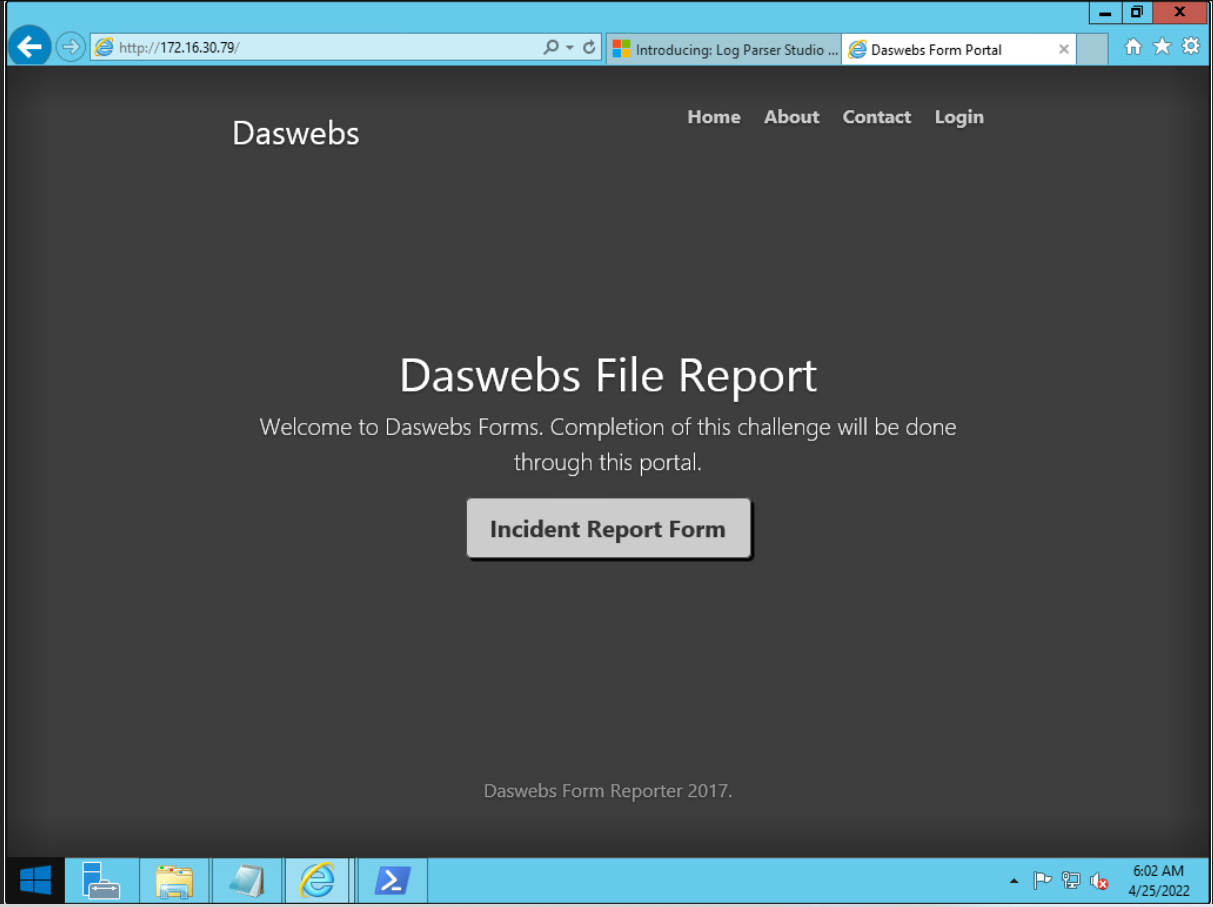 http://172.16.30.79/
Introducing: Log Parser Studio ...
Daswebs Form Portal
Daswebs
Home About Contact Login
Daswebs File Report
Welcome to Daswebs Forms. Completion of this challenge will be done
through this portal.
Incident Report Form
Daswebs Form Reporter 2017.
6:02 AM
4/25/2022